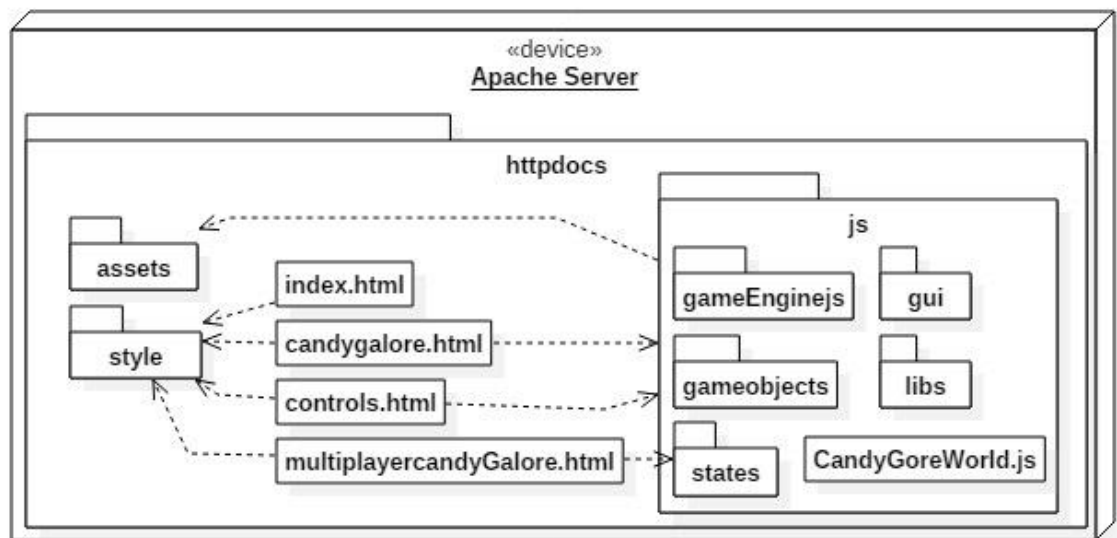 «device»
Apache Server
httpdocs
js
assets
index.html
gameEnginejs
gui
style
candygalore.html
gameobjects
libs
controls.html
multiplayercandyGalore.html
states
CandyGoreWorld.js